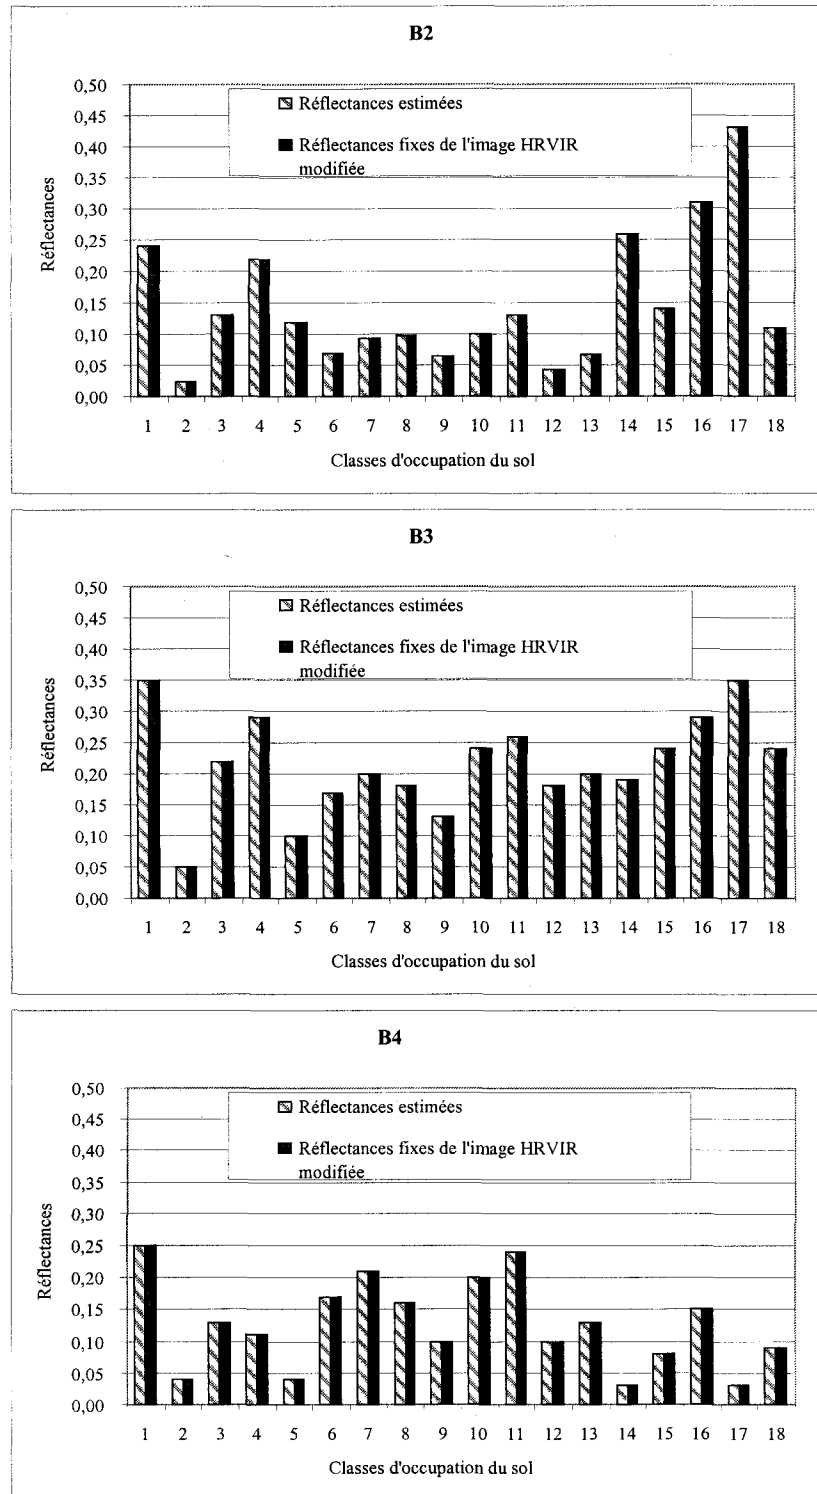 B2
0,50
0,45
0,40
0,35
0,30
0,25
0,20
0,15
0,10
0,05
0,00
Réflectances
Réflectances estimées
Réflectances fixes de l'image HRVIR
modifiée
1 2 3 4 5 6 7 8 9 10 11 12 13 14 15 16 17 18
Classes d'occupation du sol
B3
0,50
0,45
0,40
0,35
0,30
0,25
0,20
0,15
0,10
0,05
0,00
Réflectances
Réflectances estimées
Réflectances fixes de l'image HRVIR
modifiée
1 2 3 4 5 6 7 8 9 10 11 12 13 14 15 16 17 18
Classes d'occupation du sol
B4
0,50
0,45
0,40
0,35
0,30
0,25
0,20
0,15
0,10
0,05
0,00
Réflectances
Réflectances estimées
Réflectances fixes de l'image HRVIR
modifiée
1 2 3 4 5 6 7 8 9 10 11 12 13 14 15 16 17 18
Classes d'occupation du sol